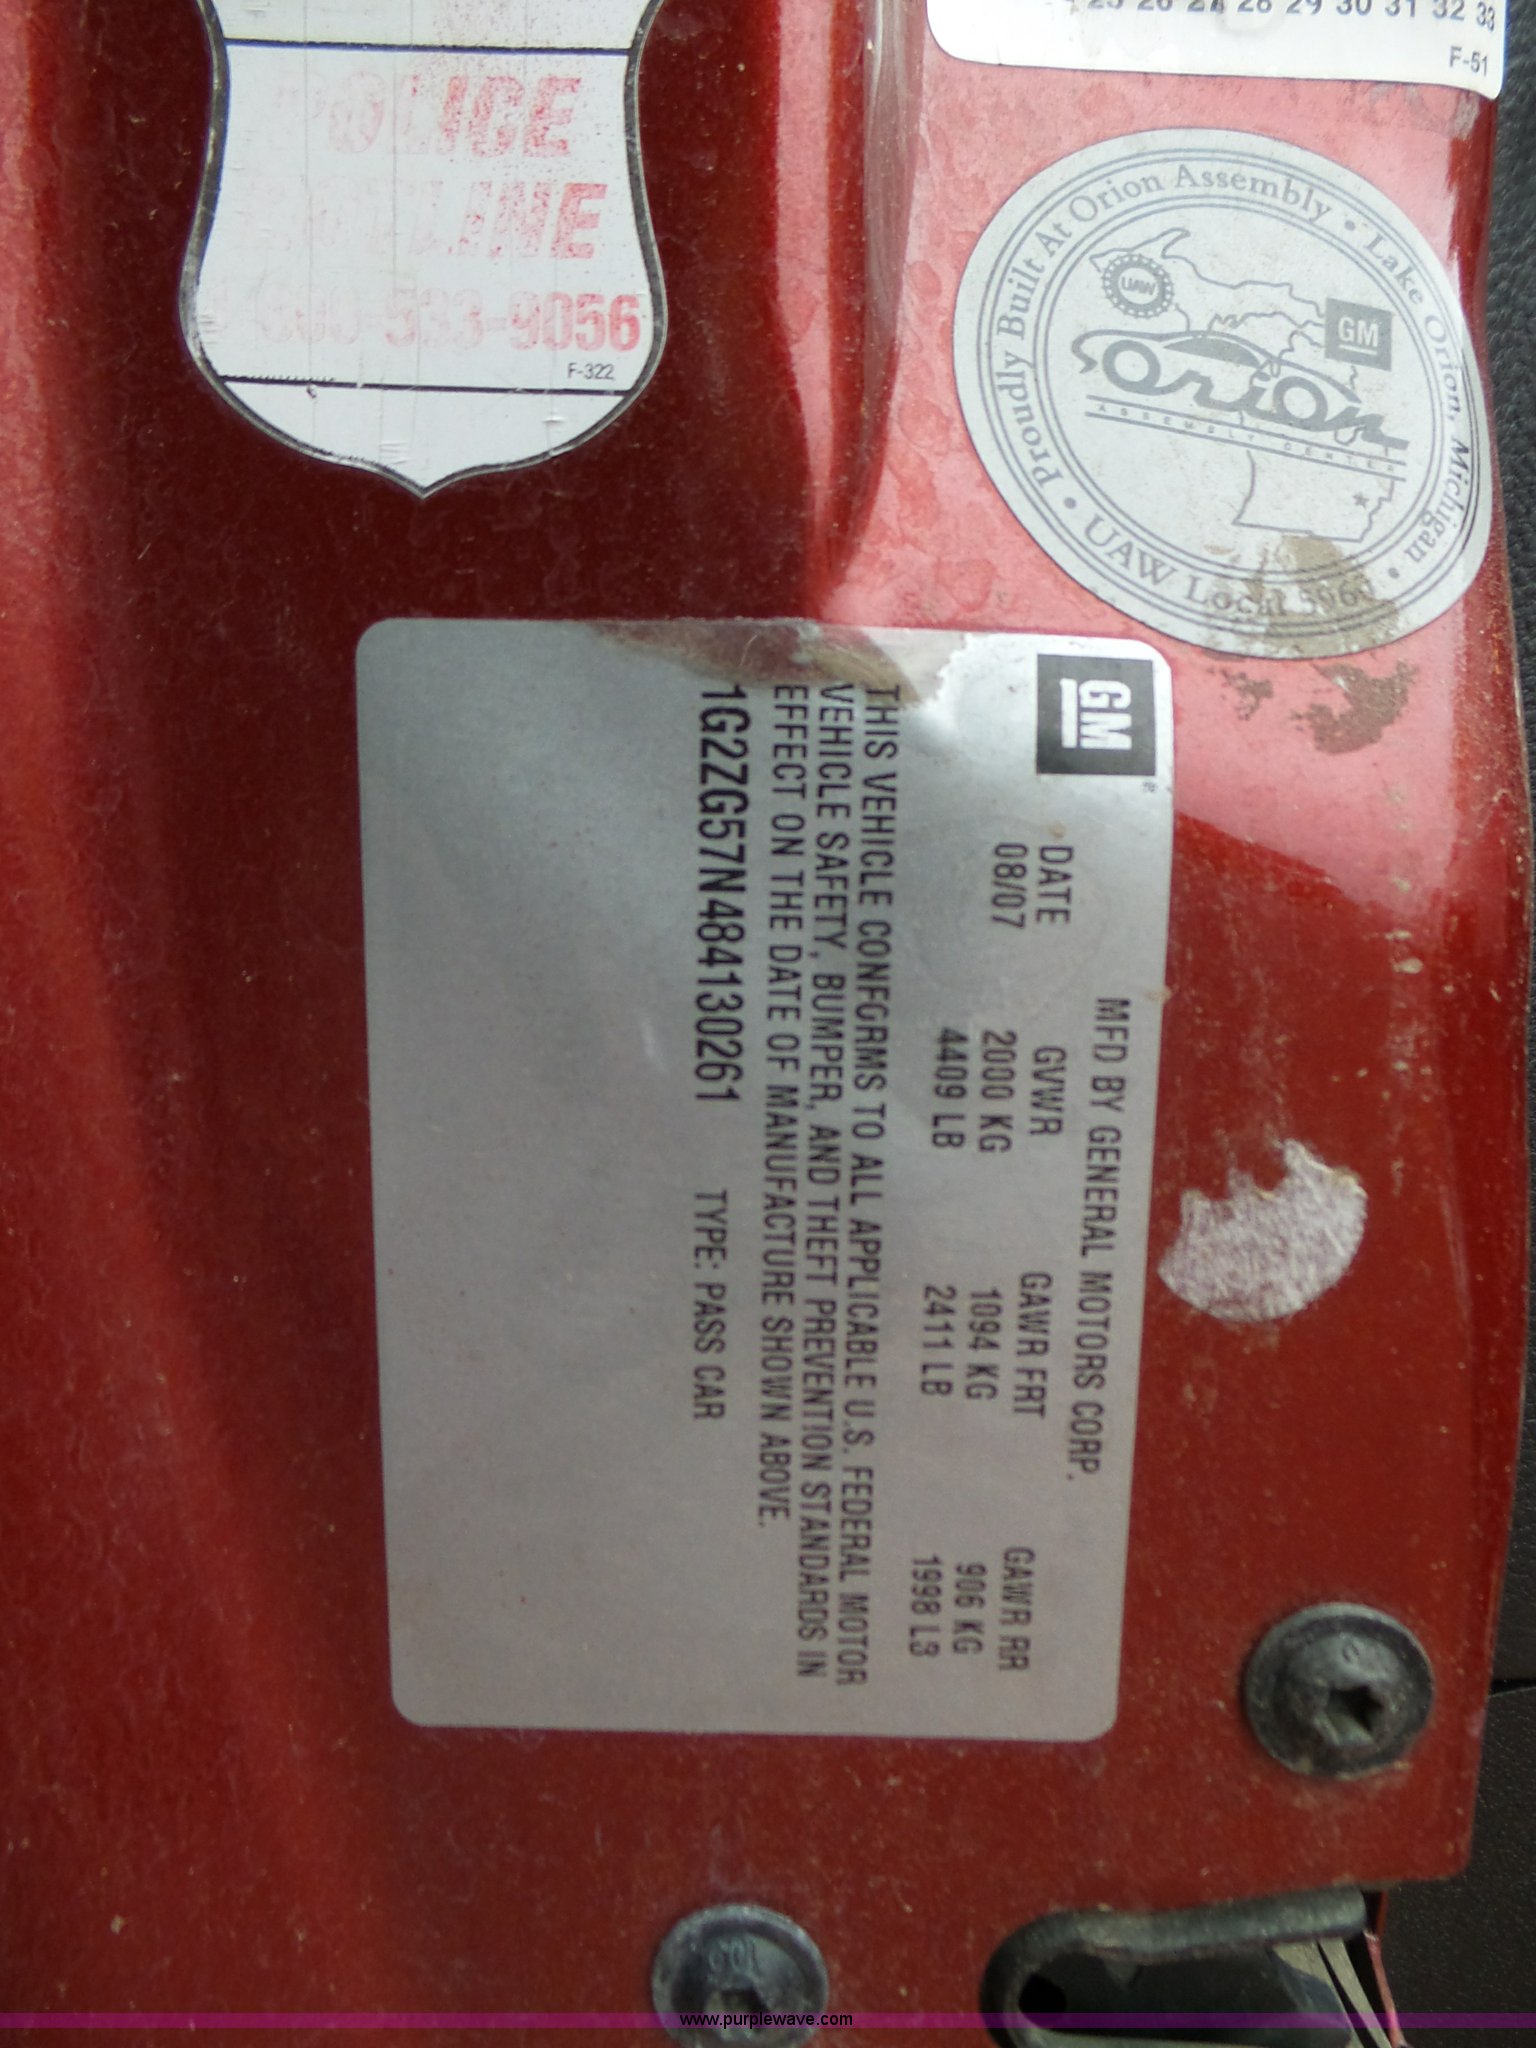 25 26 27 28 29 30 31 32 33
F-51
POLICE
HOTLINE
800-533-9056
F-322
Proudly Built At Orion Assembly • Lake Orion, Michigan •
UAW Local 5960 •
UAW
GM
Orion
ASSEMBLY CENTER
GM
®
MFD BY GENERAL MOTORS CORP.
DATE GVWR GAWR FRT GAWR RR
08/07 2000 KG 1094 KG 906 KG
4409 LB 2411 LB 1998 LB
THIS VEHICLE CONFORMS TO ALL APPLICABLE U.S. FEDERAL MOTOR
VEHICLE SAFETY, BUMPER, AND THEFT PREVENTION STANDARDS IN
EFFECT ON THE DATE OF MANUFACTURE SHOWN ABOVE.
1G2ZG57N484130261 TYPE: PASS CAR
www.purplewave.com